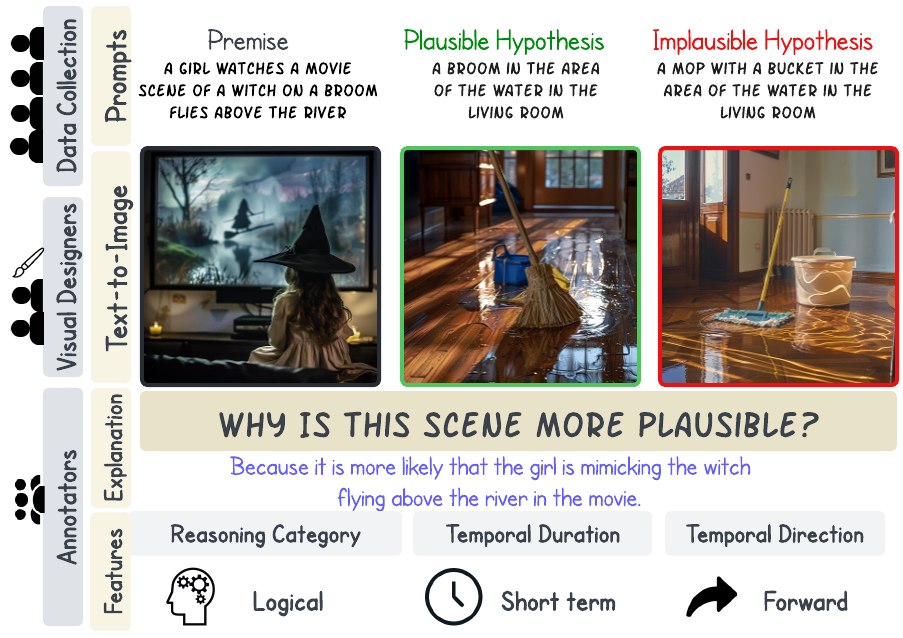 Data Collection
Prompts
Premise
A GIRL WATCHES A MOVIE
SCENE OF A WITCH ON A BROOM
FLIES ABOVE THE RIVER
Plausible Hypothesis
A BROOM IN THE AREA
OF THE WATER IN THE
LIVING ROOM
Implausible Hypothesis
A MOP WITH A BUCKET IN THE
AREA OF THE WATER IN THE
LIVING ROOM
Visual Designers
Text-to-Image
Annotators
Explanation
WHY IS THIS SCENE MORE PLAUSIBLE?
Because it is more likely that the girl is mimicking the witch
flying above the river in the movie.
Features
Reasoning Category
Temporal Duration
Temporal Direction
Logical
Short term
Forward